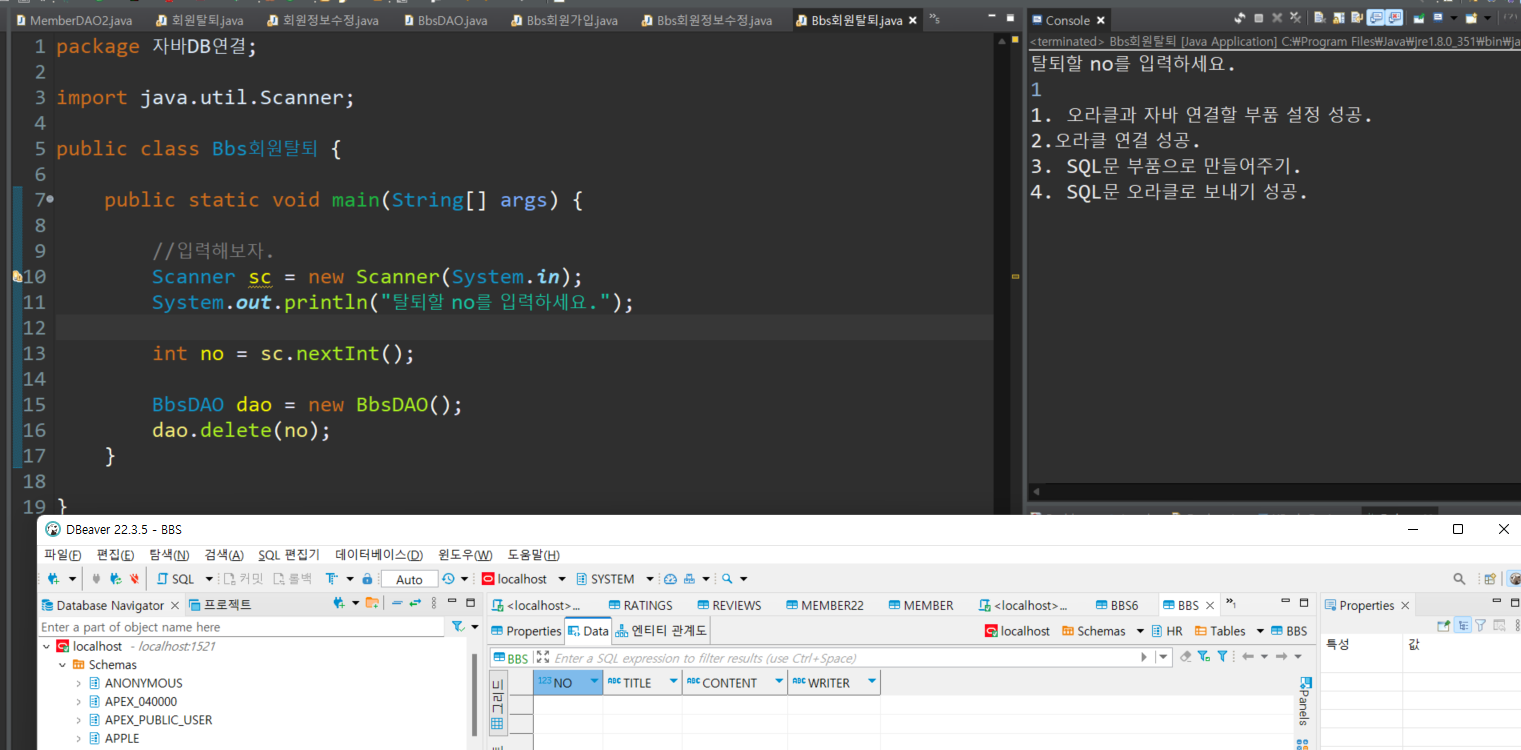 MemberDAO2.java 회원탈퇴.java 회원정보수정.java BbsDAO.java Bbs회원가입.java Bbs회원정보수정.java Bbs회원탈퇴.java »5
1 package 자바DB연결;
2
3 import java.util.Scanner;
4
5 public class Bbs회원탈퇴 {
6
7 public static void main(String[] args) {
8
9 //입력해보자.
10 Scanner sc = new Scanner(System.in);
11 System.out.println("탈퇴할 no를 입력하세요.");
12
13 int no = sc.nextInt();
14
15 BbsDAO dao = new BbsDAO();
16 dao.delete(no);
17 }
18
19 }
Console
<terminated> Bbs회원탈퇴 [Java Application] C:₩Program Files₩Java₩jre1.8.0_351₩bin₩ja
탈퇴할 no를 입력하세요.
1
1. 오라클과 자바 연결할 부품 설정 성공.
2.오라클 연결 성공.
3. SQL문 부품으로 만들어주기.
4. SQL문 오라클로 보내기 성공.
DBeaver 22.3.5 - BBS
파일(F) 편집(E) 탐색(N) 검색(A) SQL 편집기 데이터베이스(D) 윈도우(W) 도움말(H)
SQL 커밋 롤백 Auto localhost SYSTEM
Database Navigator 프로젝트
Enter a part of object name here
localhost - localhost:1521
Schemas
ANONYMOUS
APEX_040000
APEX_PUBLIC_USER
APPLE
<localhost>... RATINGS REVIEWS MEMBER22 MEMBER <localhost>... BBS6 BBS »1
Properties Data 엔티티 관계도 localhost Schemas HR Tables BBS
BBS Enter a SQL expression to filter results (use Ctrl+Space)
그리드
123 NO ABC TITLE ABC CONTENT ABC WRITER
Panels
Properties
특성 값